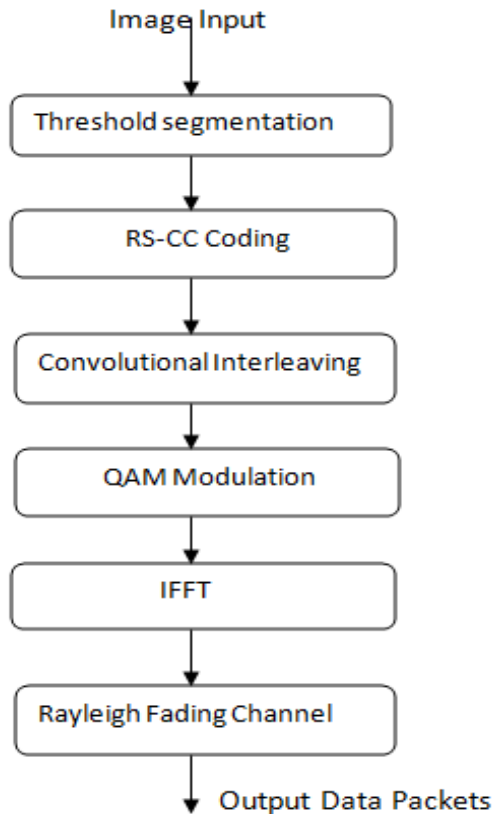 Image Input
Threshold segmentation
RS-CC Coding
Convolutional Interleaving
QAM Modulation
IFFT
Rayleigh Fading Channel
Output Data Packets